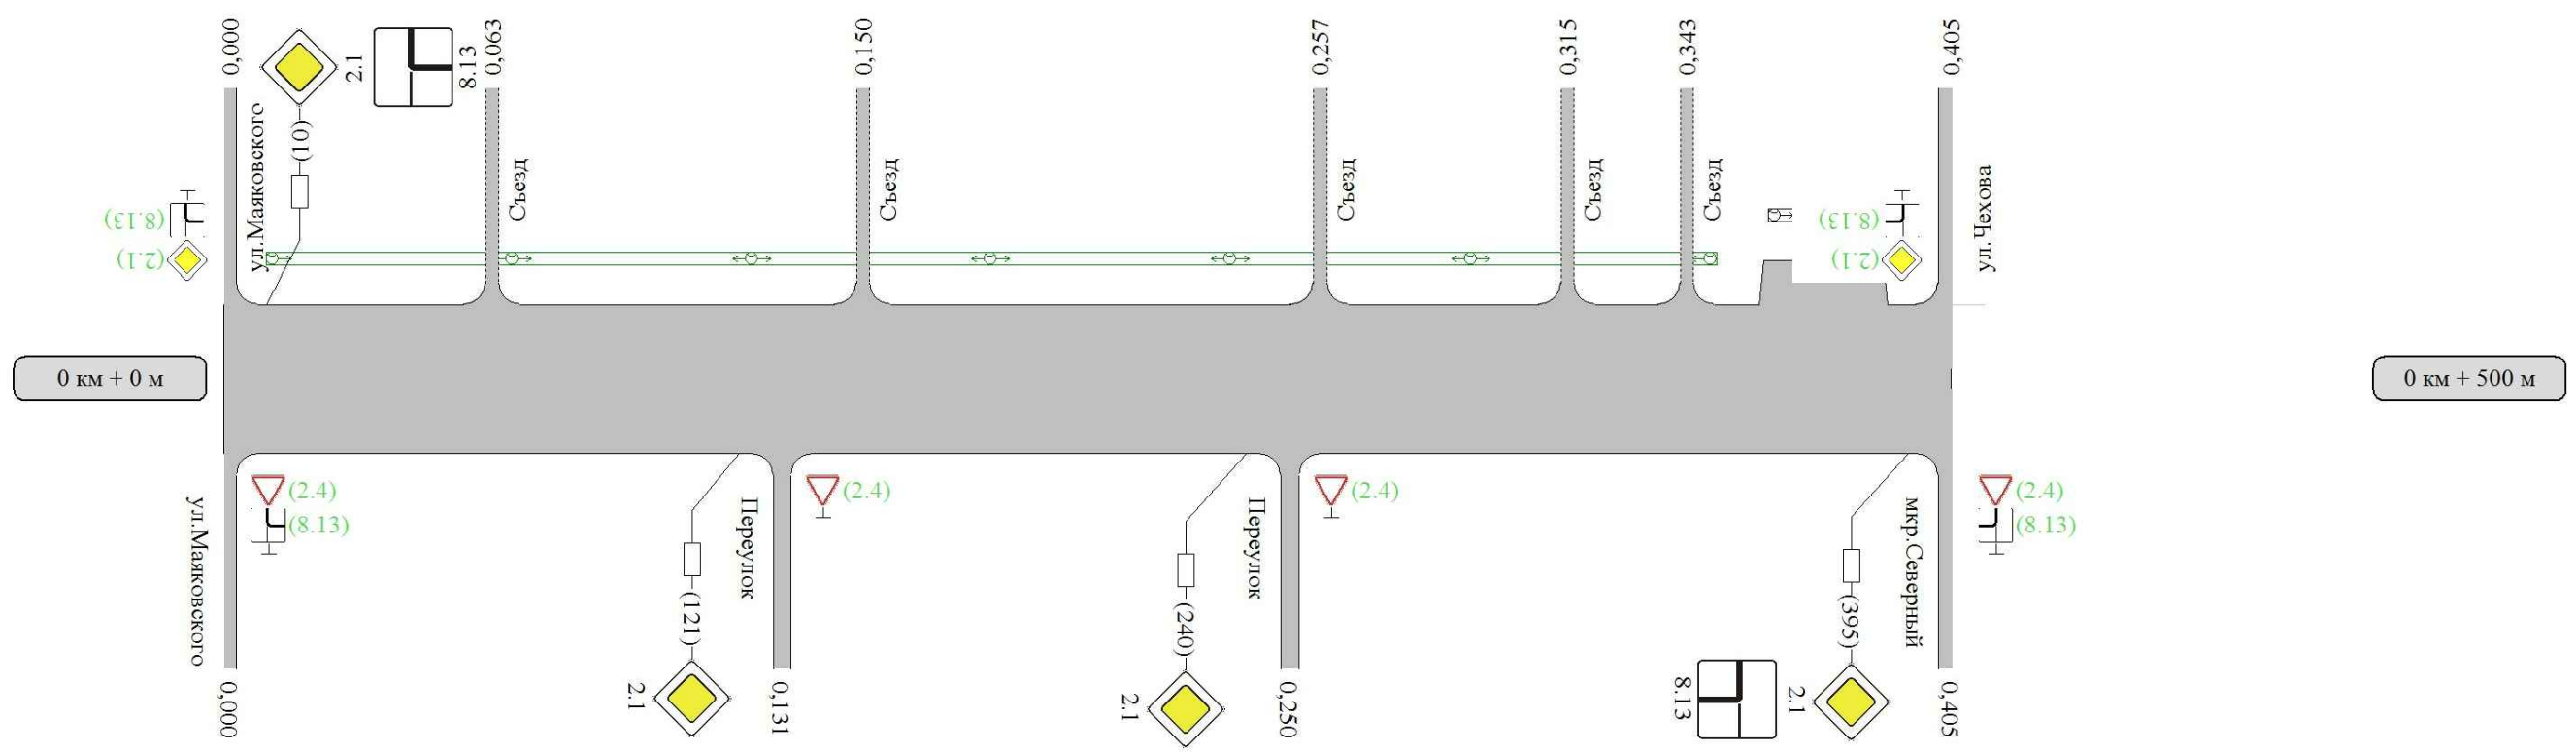 0,000
2.1
8.13
0,063
0,150
0,257
0,315
0,343
0,405
ул.Маяковского
(10)
Съезд
Съезд
Съезд
Съезд
Съезд
ул.Чехова
(8.13)
(2.1)
(8.13)
(2.1)
0 км + 0 м
0 км + 500 м
(2.4)
(8.13)
(2.4)
(2.4)
(2.4)
(8.13)
ул.Маяковского
Переулок
Переулок
мкр.Северный
(121)
(240)
(395)
2.1
2.1
8.13
2.1
0,000
0,131
0,250
0,405